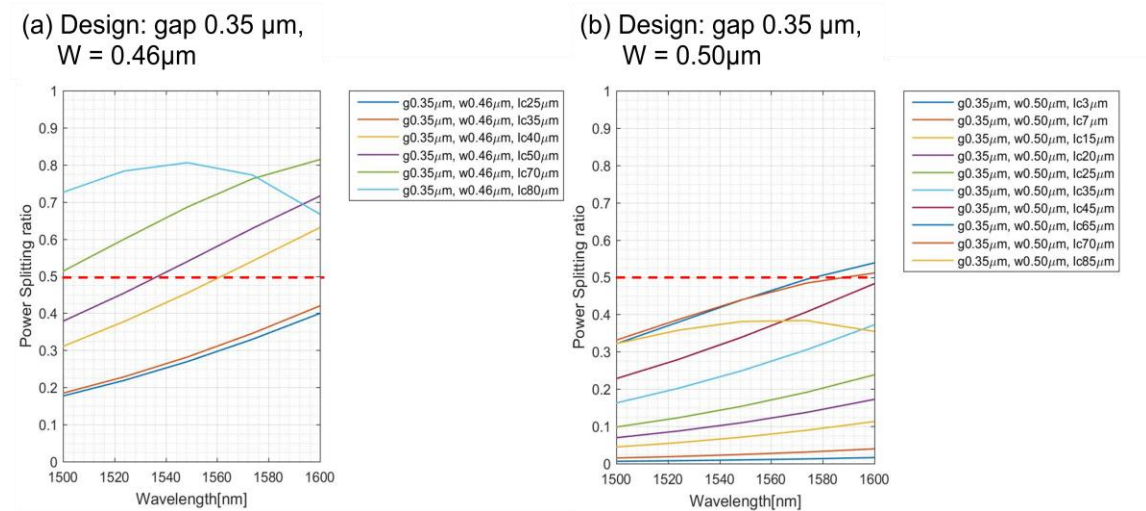 (a) Design: gap 0.35 µm,
W = 0.46µm
1
0.9
0.8
0.7
0.6
0.5
0.4
0.3
0.2
0.1
0
Power Splitting ratio
1500
1520
1540
1560
1580
1600
Wavelength[nm]
g0.35µm, w0.46µm, lc25µm
g0.35µm, w0.46µm, lc35µm
g0.35µm, w0.46µm, lc40µm
g0.35µm, w0.46µm, lc50µm
g0.35µm, w0.46µm, lc70µm
g0.35µm, w0.46µm, lc80µm
(b) Design: gap 0.35 µm,
W = 0.50µm
1
0.9
0.8
0.7
0.6
0.5
0.4
0.3
0.2
0.1
0
Power Splitting ratio
1500
1520
1540
1560
1580
1600
Wavelength[nm]
g0.35µm, w0.50µm, lc3µm
g0.35µm, w0.50µm, lc7µm
g0.35µm, w0.50µm, lc15µm
g0.35µm, w0.50µm, lc20µm
g0.35µm, w0.50µm, lc25µm
g0.35µm, w0.50µm, lc35µm
g0.35µm, w0.50µm, lc45µm
g0.35µm, w0.50µm, lc65µm
g0.35µm, w0.50µm, lc70µm
g0.35µm, w0.50µm, lc85µm